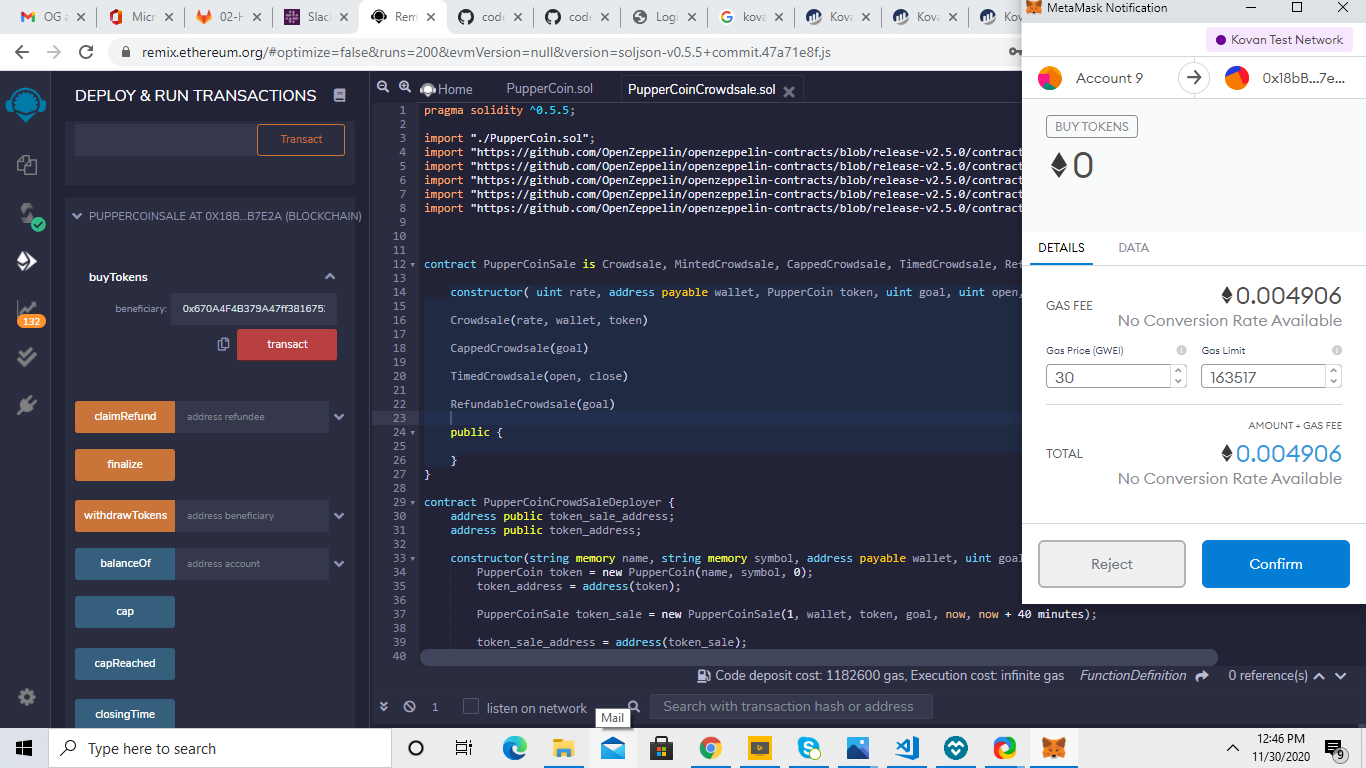 OG a
Micr
02-H
Slack
Rem
code
code
Logi
kova
Kova
Kova
Kov
remix.ethereum.org/#optimize=false&runs=200&evmVersion=null&version=soljson-v0.5.5+commit.47a71e8f.js
DEPLOY & RUN TRANSACTIONS
Transact
PUPPERCOINSALE AT 0X18B...B7E2A (BLOCKCHAIN)
buyTokens
beneficiary: 0x670A4F4B379A47ff381675
transact
132
claimRefund address refundee
finalize
withdrawTokens address beneficiary
balanceOf address account
cap
capReached
closingTime
Home PupperCoin.sol PupperCoinCrowdsale.sol
1 pragma solidity ^0.5.5;
2
3 import "./PupperCoin.sol";
4 import "https://github.com/OpenZeppelin/openzeppelin-contracts/blob/release-v2.5.0/contract
5 import "https://github.com/OpenZeppelin/openzeppelin-contracts/blob/release-v2.5.0/contract
6 import "https://github.com/OpenZeppelin/openzeppelin-contracts/blob/release-v2.5.0/contract
7 import "https://github.com/OpenZeppelin/openzeppelin-contracts/blob/release-v2.5.0/contract
8 import "https://github.com/OpenZeppelin/openzeppelin-contracts/blob/release-v2.5.0/contract
9
10
11
12 contract PupperCoinSale is Crowdsale, MintedCrowdsale, CappedCrowdsale, TimedCrowdsale, Re
13
14 constructor( uint rate, address payable wallet, PupperCoin token, uint goal, uint open,
15
16 Crowdsale(rate, wallet, token)
17
18 CappedCrowdsale(goal)
19
20 TimedCrowdsale(open, close)
21
22 RefundableCrowdsale(goal)
23
24 public {
25
26 }
27 }
28
29 contract PupperCoinCrowdSaleDeployer {
30 address public token_sale_address;
31 address public token_address;
32
33 constructor(string memory name, string memory symbol, address payable wallet, uint goal
34 PupperCoin token = new PupperCoin(name, symbol, 0);
35 token_address = address(token);
36
37 PupperCoinSale token_sale = new PupperCoinSale(1, wallet, token, goal, now, now + 40 minutes);
38
39 token_sale_address = address(token_sale);
40
Code deposit cost: 1182600 gas, Execution cost: infinite gas FunctionDefinition 0 reference(s)
1 listen on network Search with transaction hash or address
Mail
MetaMask Notification
Kovan Test Network
Account 9 0x18bB...7e...
BUY TOKENS
0
DETAILS DATA
GAS FEE 0.004906
No Conversion Rate Available
Gas Price (GWEI) Gas Limit
30 163517
AMOUNT + GAS FEE
TOTAL 0.004906
No Conversion Rate Available
Reject Confirm
Type here to search
12:46 PM
11/30/2020
9